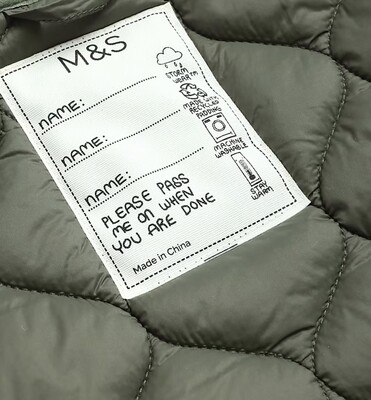 M&S
NAME:
NAME:
NAME:
PLEASE PASS
ME ON WHEN
YOU ARE DONE
Made in China
STORM
WEAR™
MADE WITH
RECYCLED
PADDING
MACHINE
WASHABLE
STAY
WARM